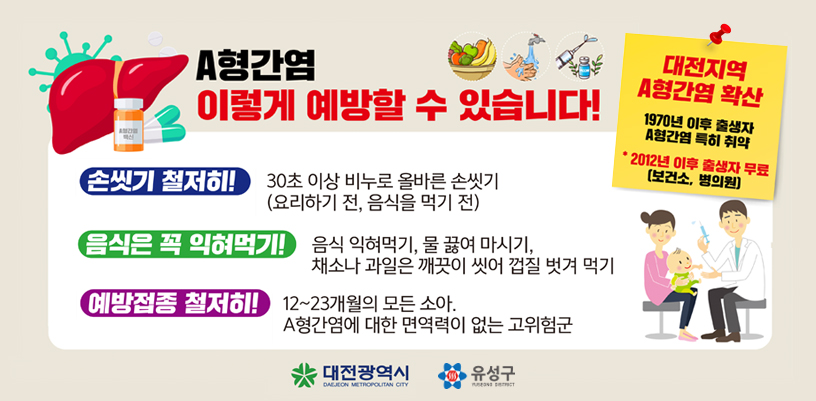 A형간염
이렇게 예방할 수 있습니다!
A형간염
백신
대전지역
A형간염 확산
1970년 이후 출생자
A형간염 특히 취약
* 2012년 이후 출생자 무료
(보건소, 병의원)
손씻기 철저히!
30초 이상 비누로 올바른 손씻기
(요리하기 전, 음식을 먹기 전)
음식은 꼭 익혀먹기!
음식 익혀먹기, 물 끓여 마시기,
채소나 과일은 깨끗이 씻어 껍질 벗겨 먹기
예방접종 철저히!
12~23개월의 모든 소아.
A형간염에 대한 면역력이 없는 고위험군
대전광역시
DAEJEON METROPOLITAN CITY
유성구
YUSEONG DISTRICT